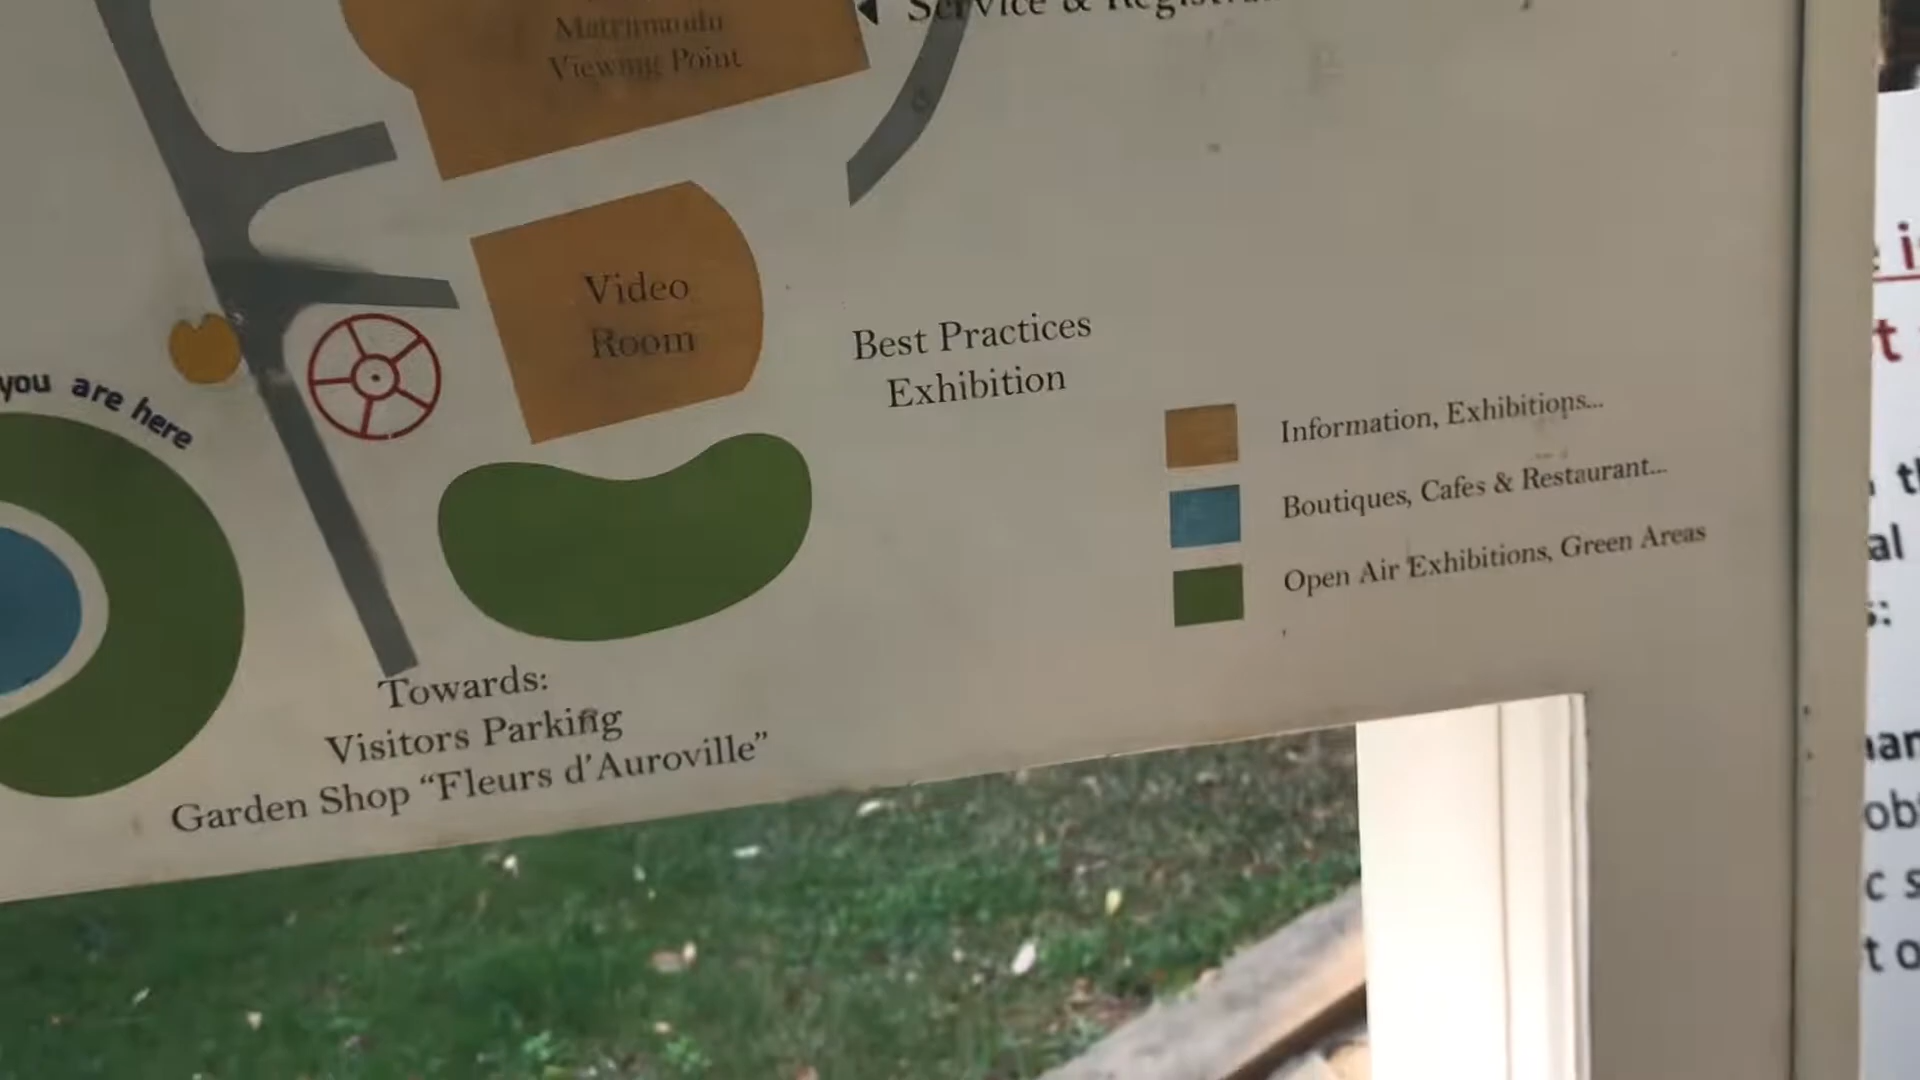 Service &
Matrimandir
Viewing Point
Video
Room
Best Practices
Exhibition
you are here
Information, Exhibitions...
Boutiques, Cafes & Restaurant...
Open Air Exhibitions, Green Areas
Towards:
Visitors Parking
Garden Shop “Fleurs d’Auroville”